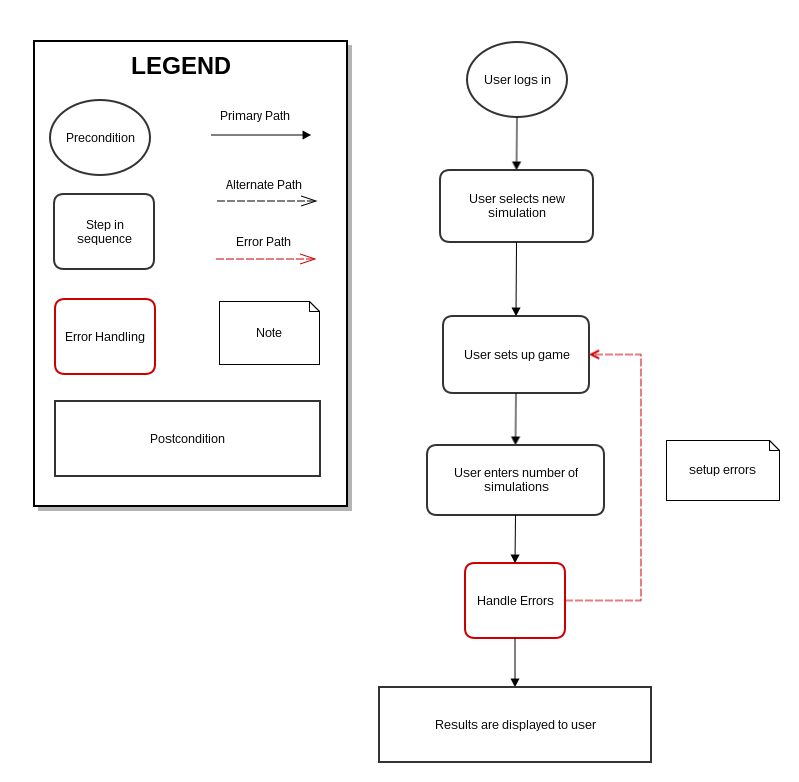 LEGEND
Precondition
Primary Path
Step in
sequence
Alternate Path
Error Path
Error Handling
Note
Postcondition
User logs in
User selects new
simulation
User sets up game
User enters number of
simulations
setup errors
Handle Errors
Results are displayed to user